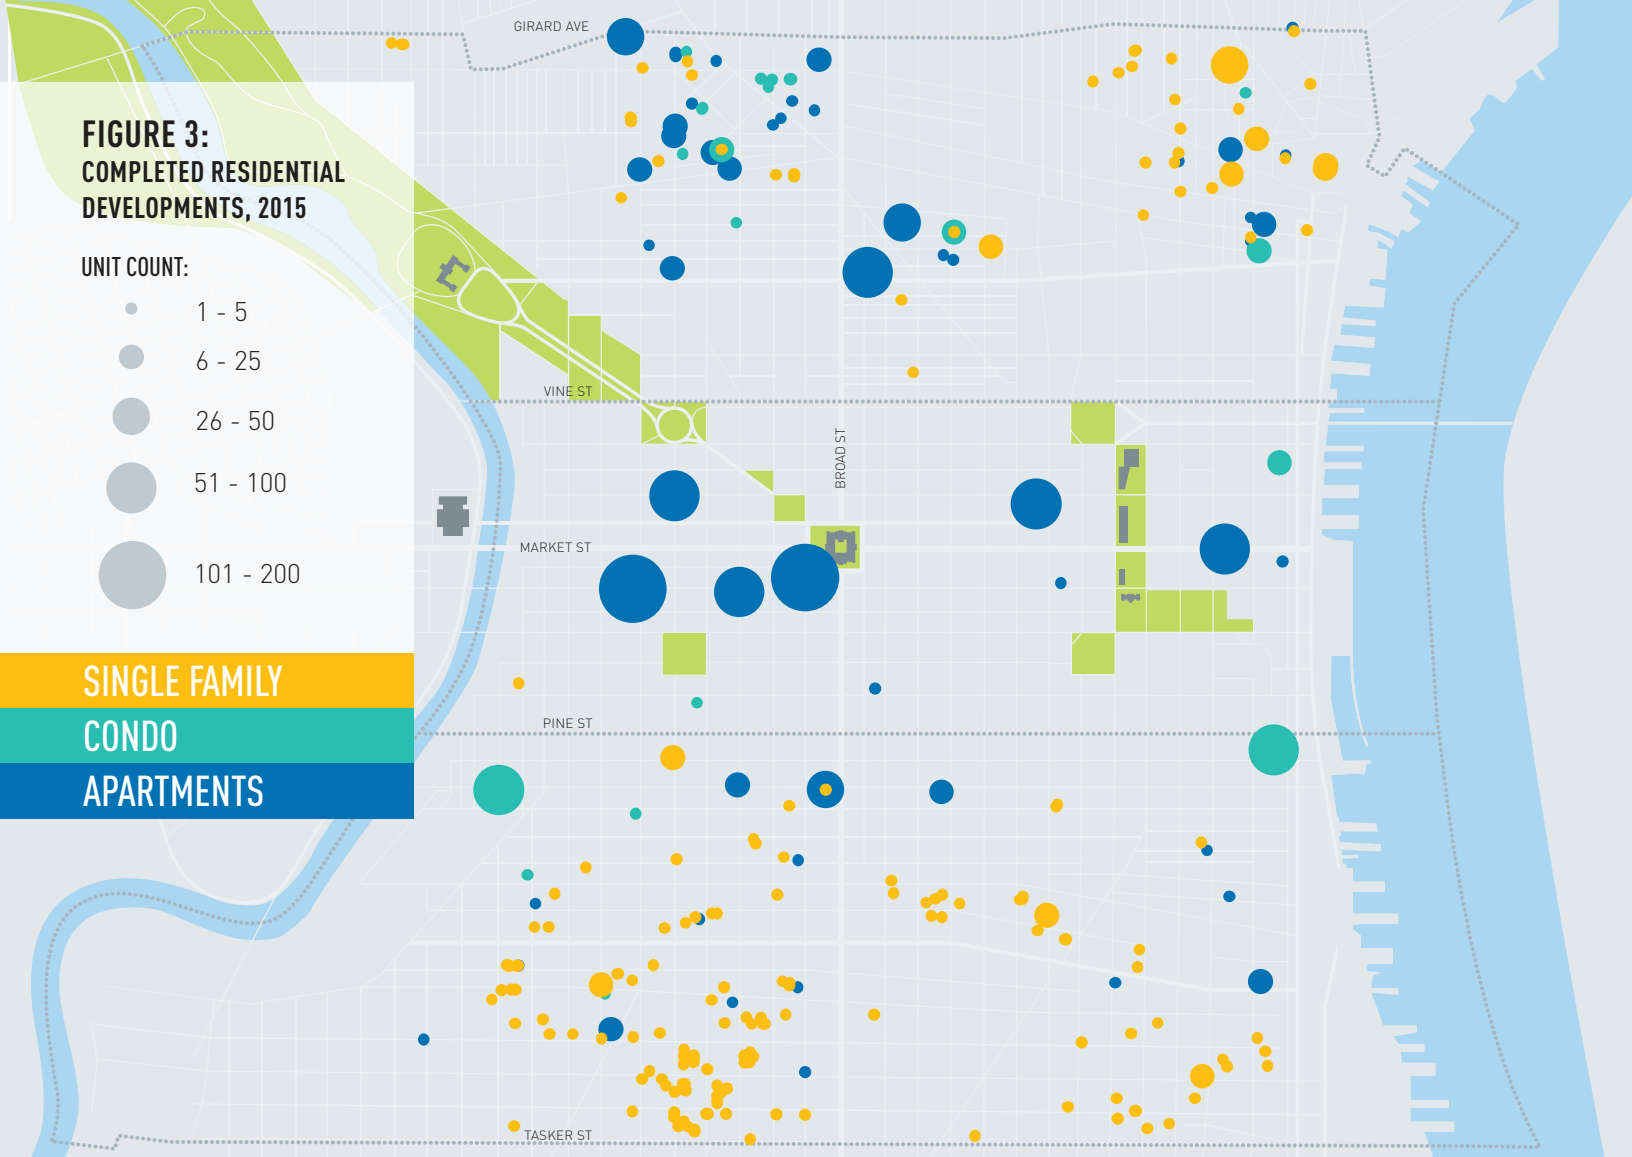 GIRARD AVE
FIGURE 3:
COMPLETED RESIDENTIAL
DEVELOPMENTS, 2015
UNIT COUNT:
1 - 5
6 - 25
26 - 50
51 - 100
101 - 200
SINGLE FAMILY
CONDO
APARTMENTS
VINE ST
BROAD ST
MARKET ST
PINE ST
TASKER ST